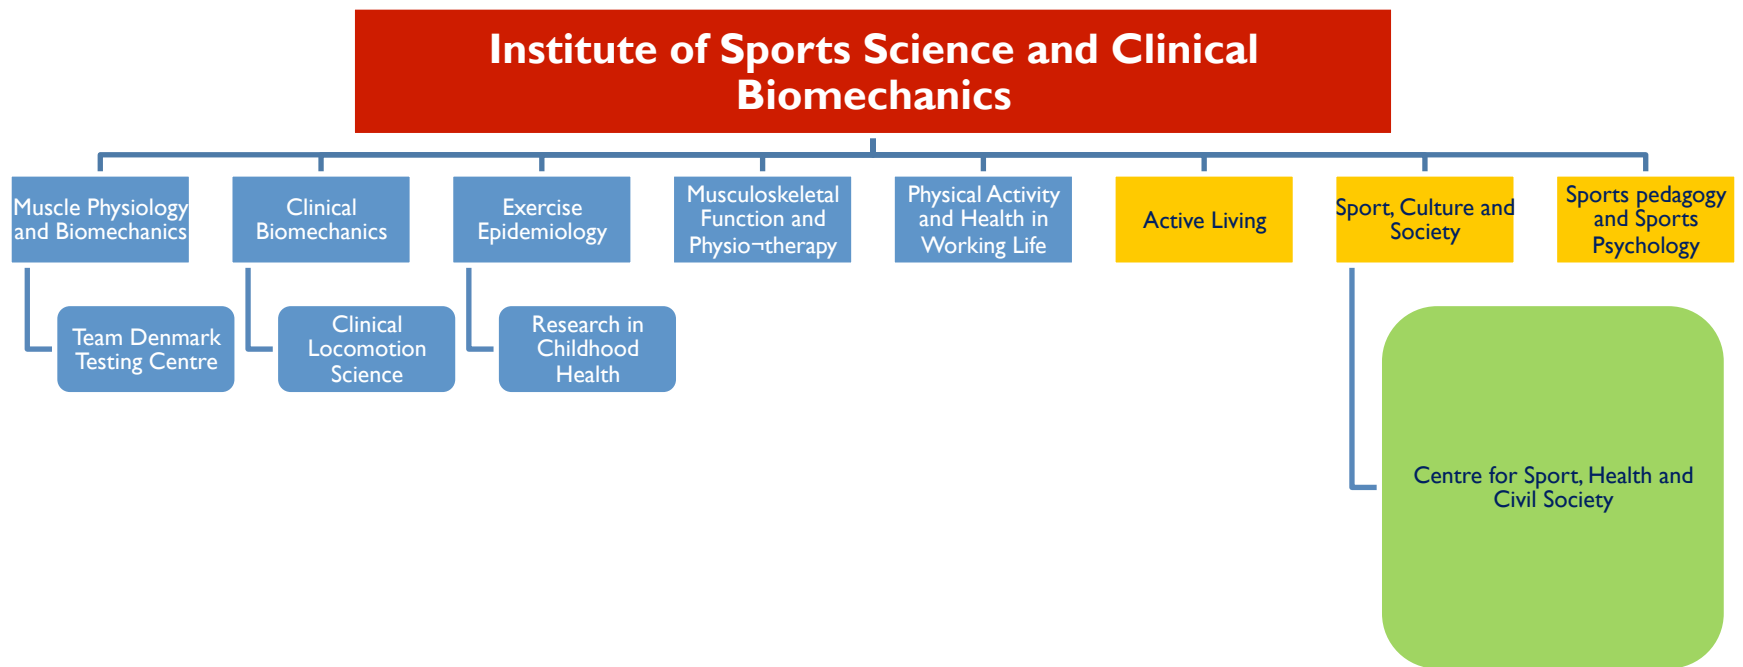 Institute of Sports Science and Clinical
Biomechanics
Muscle Physiology
and Biomechanics
Clinical
Biomechanics
Exercise
Epidemiology
Musculoskeletal
Function and
Physio¬therapy
Physical Activity
and Health in
Working Life
Active Living
Sport, Culture and
Society
Sports pedagogy
and Sports
Psychology
Team Denmark
Testing Centre
Clinical
Locomotion
Science
Research in
Childhood
Health
Centre for Sport, Health and
Civil Society